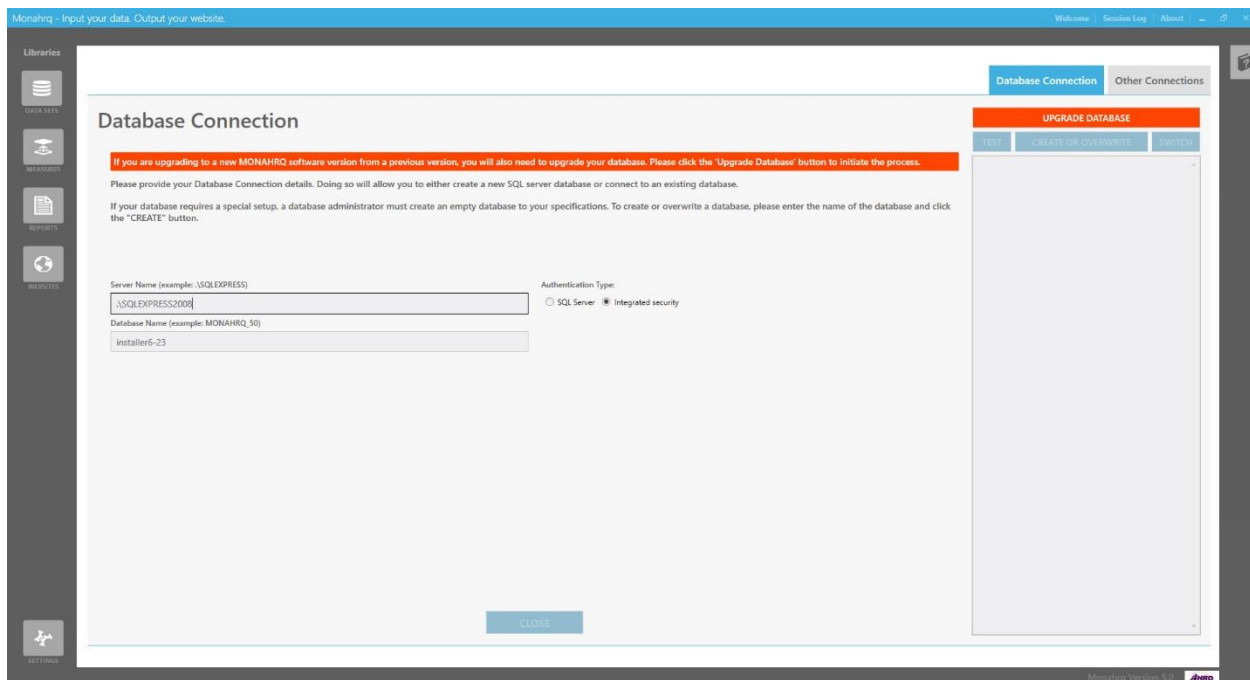 Monahrq - Input your data. Output your website.
Welcome | Session Log | About
Libraries
DATA SETS
MEASURES
REPORTS
WEBSITES
SETTINGS
Database Connection
Other Connections
Database Connection
If you are upgrading to a new MONAHRQ software version from a previous version, you will also need to upgrade your database. Please click the 'Upgrade Database' button to initiate the process.
Please provide your Database Connection details. Doing so will allow you to either create a new SQL server database or connect to an existing database.
If your database requires a special setup, a database administrator must create an empty database to your specifications. To create or overwrite a database, please enter the name of the database and click
the "CREATE" button.
Server Name (example: .\SQLEXPRESS)
.\SQLEXPRESS2008
Database Name (example: MONAHRQ_50)
installer6-23
Authentication Type:
SQL Server
Integrated security
UPGRADE DATABASE
TEST
CREATE OR OVERWRITE
SWITCH
CLOSE
Monahrq Version 5.0
AHRQ